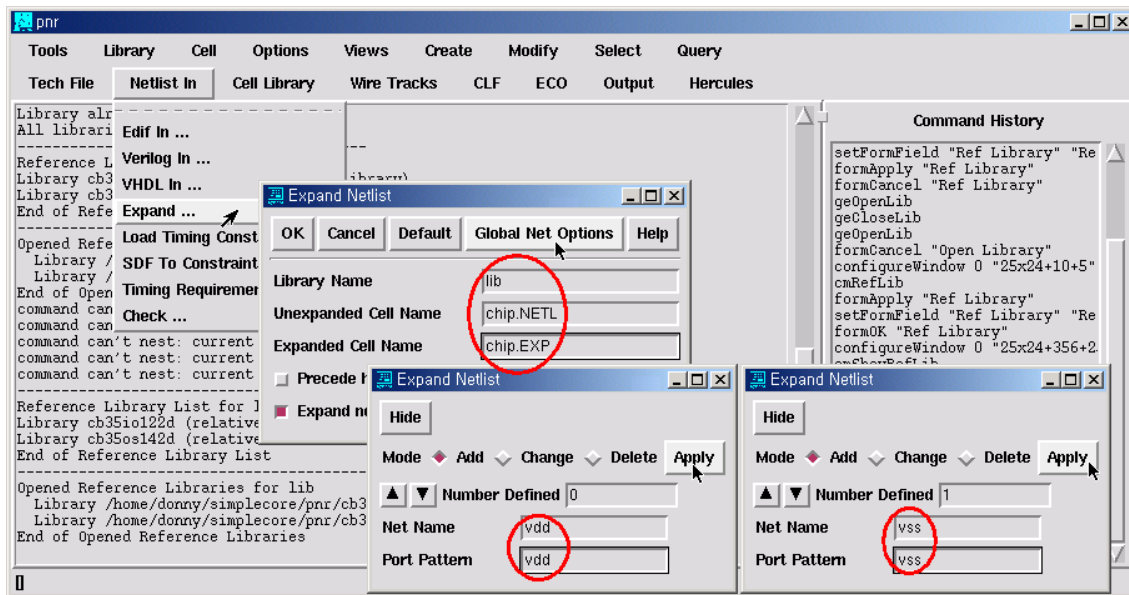 pnr
Tools Library Cell Options Views Create Modify Select Query
Tech File Netlist In Cell Library Wire Tracks CLF ECO Output Hercules
Library alr
All librari
Reference L
Library cb3 ibrary)
Library cb3
End of Refe
Opened Refe
Library /
Library /
End of Open
command can
command can
command can't nest: current
command can't nest: current
command can't nest: current
Reference Library List for l
Library cb35io122d (relative
Library cb35os142d (relative
End of Reference Library List
Opened Reference Libraries for lib
Library /home/donny/simplecore/pnr/cb3
Library /home/donny/simplecore/pnr/cb3
End of Opened Reference Libraries
Edif In ...
Verilog In ...
VHDL In ...
Expand ...
Load Timing Const
SDF To Constraint
Timing Requiremen
Check ...
Command History
setFormField "Ref Library" "Re
formApply "Ref Library"
formCancel "Ref Library"
geOpenLib
geCloseLib
geOpenLib
formCancel "Open Library"
configureWindow 0 "25x24+10+5"
cmRefLib
formApply "Ref Library"
setFormField "Ref Library" "Re
formOK "Ref Library"
configureWindow 0 "25x24+356+2
cmShowRefLib
Expand Netlist
OK Cancel Default Global Net Options Help
Library Name lib
Unexpanded Cell Name chip.NETL
Expanded Cell Name chip.EXP
Precede h
Expand ne
Expand Netlist
Hide
Mode Add Change Delete Apply
Number Defined 0
Net Name vdd
Port Pattern vdd
Expand Netlist
Hide
Mode Add Change Delete Apply
Number Defined 1
Net Name vss
Port Pattern vss